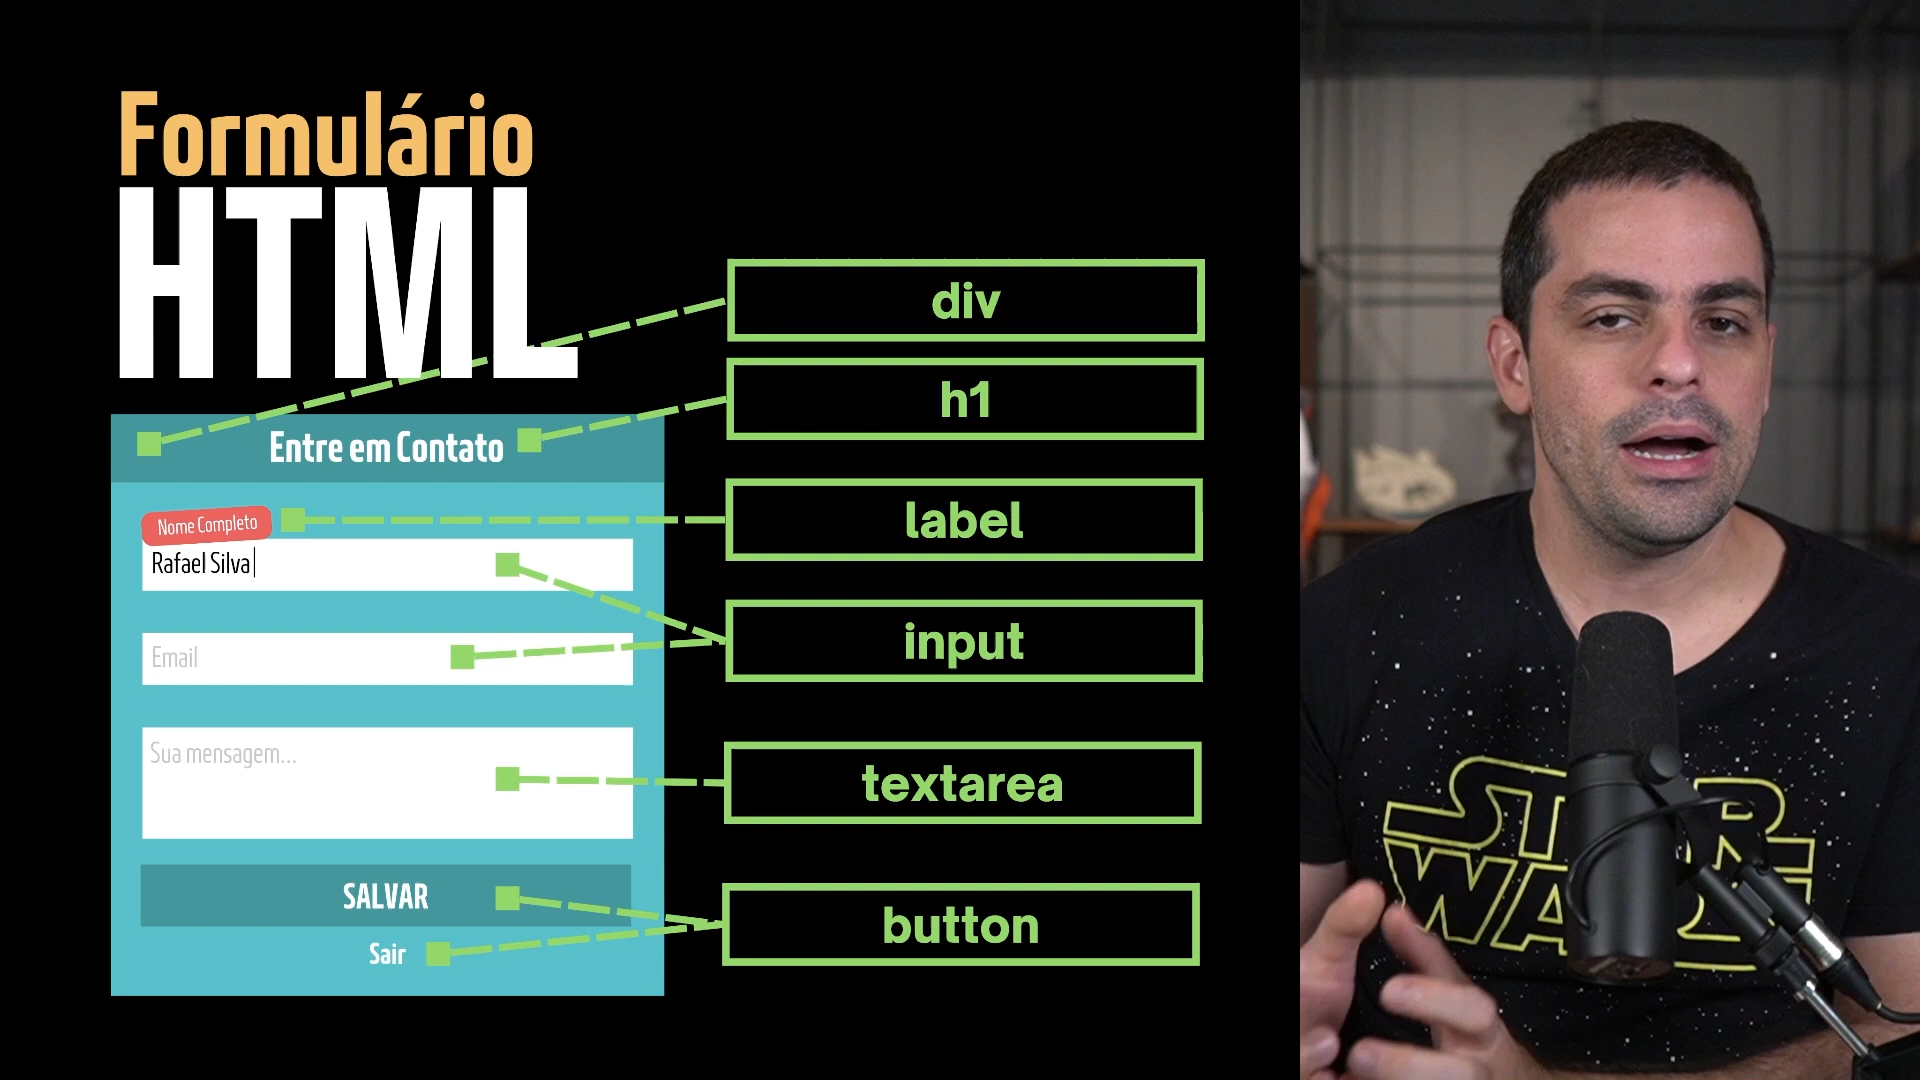 Formulário
HTML
div
h1
Entre em Contato
label
Nome Completo
Rafael Silva
input
Email
textarea
Sua mensagem...
SALVAR
button
Sair
STAR
WARS